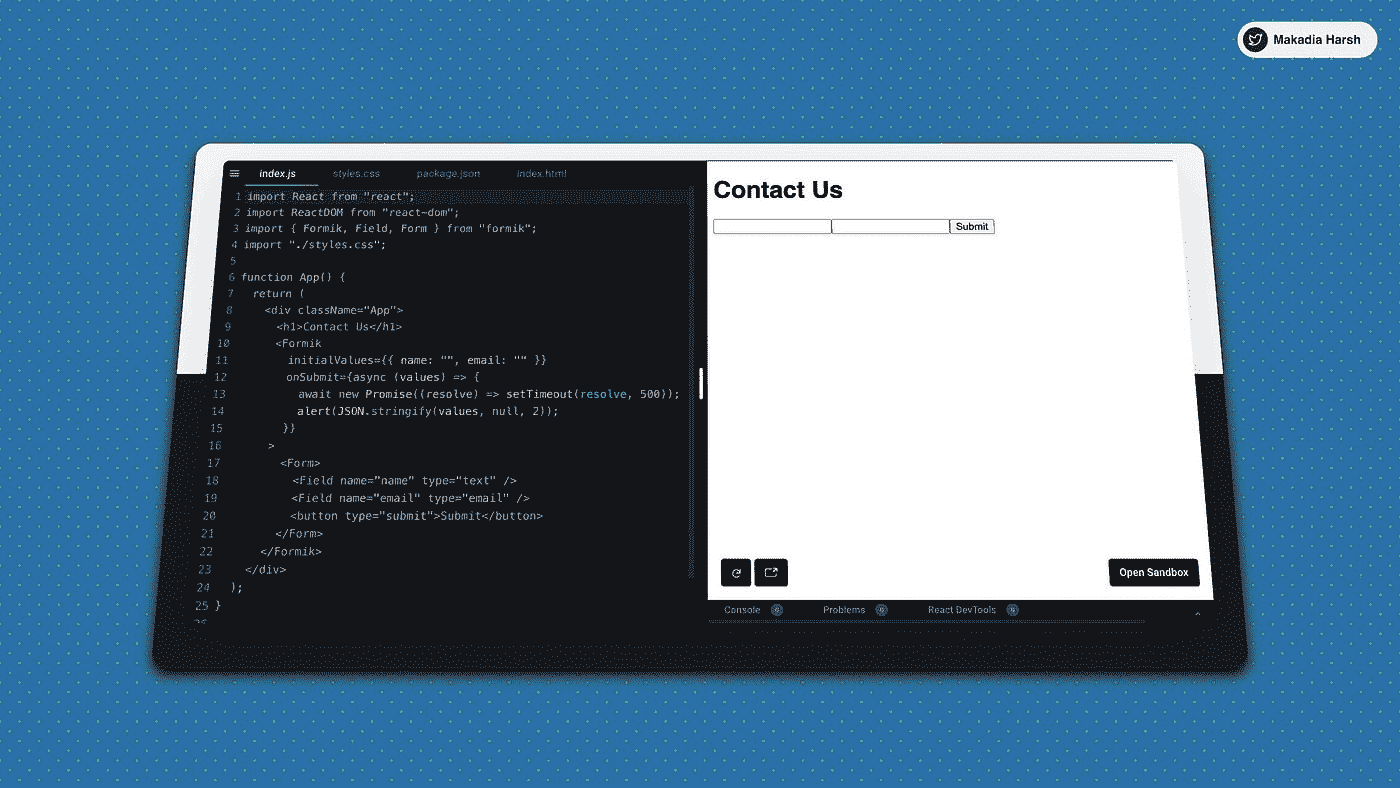 Makadia Harsh
index.js styles.css package.json index.html
1 import React from "react";
2 import ReactDOM from "react-dom";
3 import { Formik, Field, Form } from "formik";
4 import "./styles.css";
5
6 function App() {
7 return (
8 <div className="App">
9 <h1>Contact Us</h1>
10 <Formik
11 initialValues={{ name: "", email: "" }}
12 onSubmit={async (values) => {
13 await new Promise((resolve) => setTimeout(resolve, 500));
14 alert(JSON.stringify(values, null, 2));
15 }}
16 >
17 <Form>
18 <Field name="name" type="text" />
19 <Field name="email" type="email" />
20 <button type="submit">Submit</button>
21 </Form>
22 </Formik>
23 </div>
24 );
25 }
Contact Us
Submit
Open Sandbox
Console 0 Problems 0 React DevTools 0